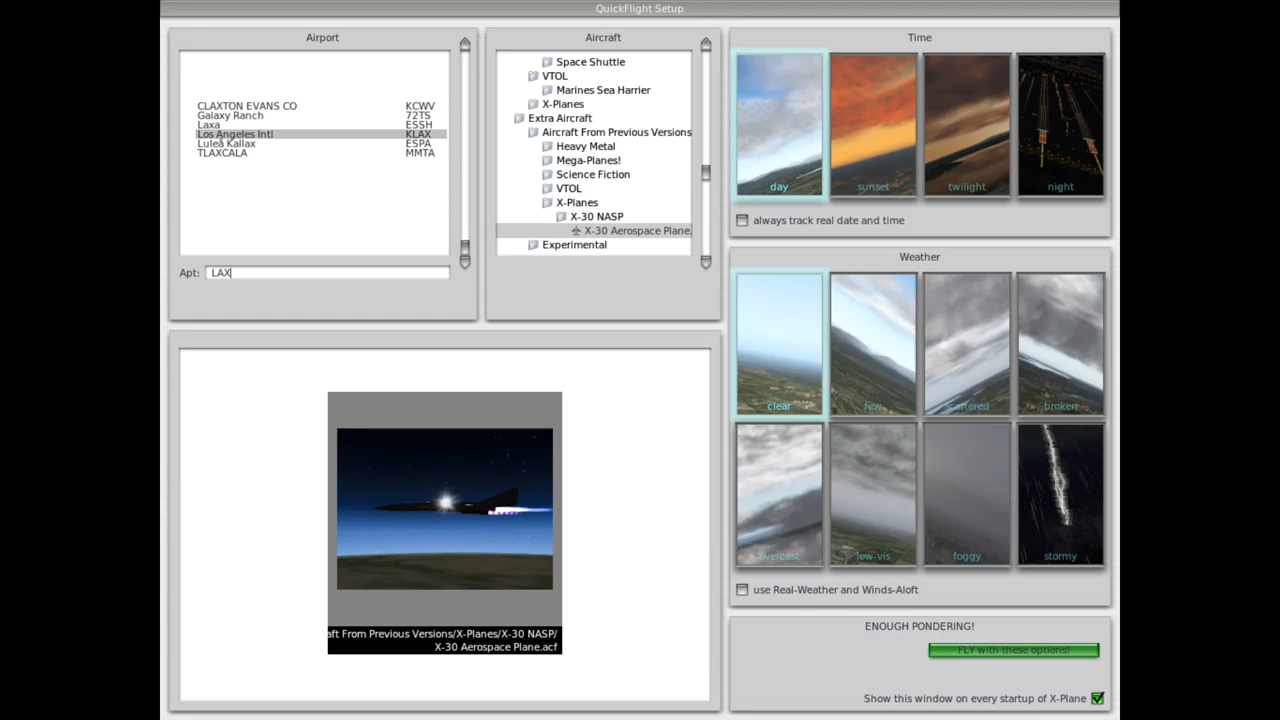 QuickFlight Setup
Airport
CLAXTON EVANS CO KCWV
Galaxy Ranch 72TS
Laxa ESSH
Los Angeles Intl KLAX
Luleå Kallax ESPA
TLAXCALA MMTA
Apt: LAX
Aircraft
Space Shuttle
VTOL
Marines Sea Harrier
X-Planes
Extra Aircraft
Aircraft From Previous Versions
Heavy Metal
Mega-Planes!
Science Fiction
VTOL
X-Planes
X-30 NASP
X-30 Aerospace Plane.
Experimental
Time
day sunset twilight night
always track real date and time
Weather
clear few scattered broken
overcast low-vis foggy stormy
use Real-Weather and Winds-Aloft
aft From Previous Versions/X-Planes/X-30 NASP/
X-30 Aerospace Plane.acf
ENOUGH PONDERING!
FLY with these options!
Show this window on every startup of X-Plane